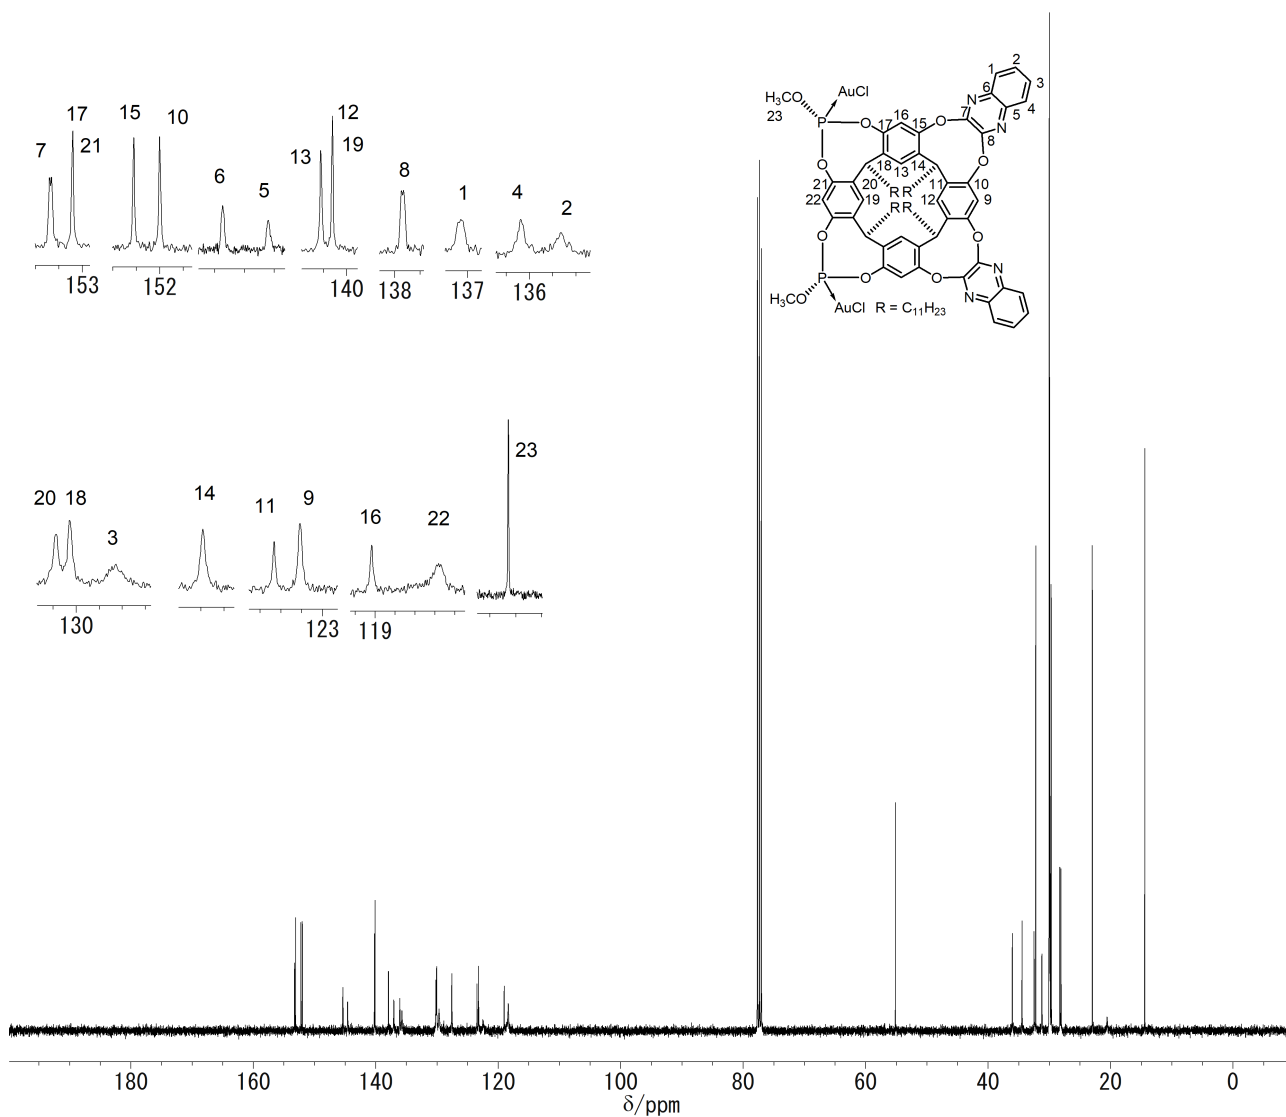 7 17 21 15 10 6 5 13 12 19 8 1 4 2
153 152 140 138 137 136
20 18 3 14 11 9 16 22 23
130 123 119
AuCl
H₃CO
23
P
O
17
16
15
O
7
N
6
1
2
3
4
5
N
8
O
O
21
22
O
20
18
13
14
R R
R R
19
11
12
10
9
O
P
O
O
O
N
N
H₃CO
AuCl
R = C₁₁H₂₃
180 160 140 120 100 80 60 40 20 0
δ/ppm